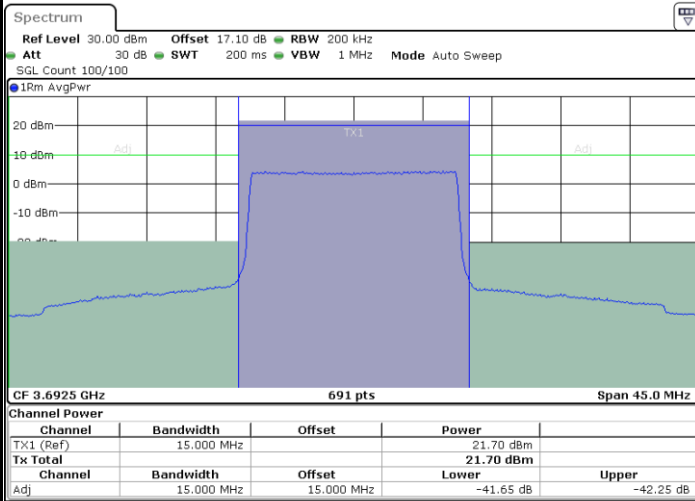 Spectrum
Ref Level 30.00 dBm Offset 17.10 dB RBW 200 kHz
Att 30 dB SWT 200 ms VBW 1 MHz Mode Auto Sweep
SGL Count 100/100
1Rm AvgPwr
20 dBm
TX1
Adj Adj
10 dBm
0 dBm
-10 dBm
-20 dBm
CF 3.6925 GHz 691 pts Span 45.0 MHz
Channel Power
Channel Bandwidth Offset Power
TX1 (Ref) 15.000 MHz 21.70 dBm
Tx Total 21.70 dBm
Channel Bandwidth Offset Lower Upper
Adj 15.000 MHz 15.000 MHz -41.65 dB -42.25 dB